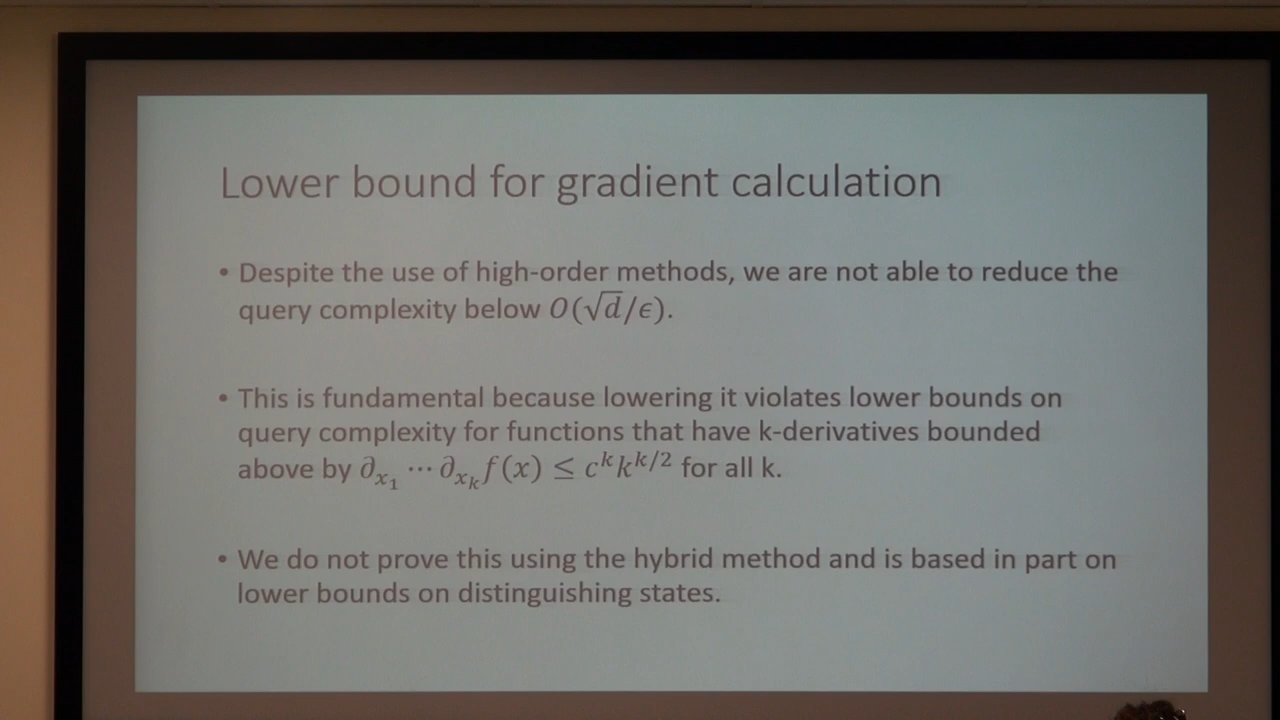 Lower bound for gradient calculation
• Despite the use of high-order methods, we are not able to reduce the
query complexity below O(√d/ϵ).
• This is fundamental because lowering it violates lower bounds on
query complexity for functions that have k-derivatives bounded
above by ∂ₓ₁ ⋯ ∂ₓₖ f(x) ≤ cᵏkᵏ/² for all k.
• We do not prove this using the hybrid method and is based in part on
lower bounds on distinguishing states.